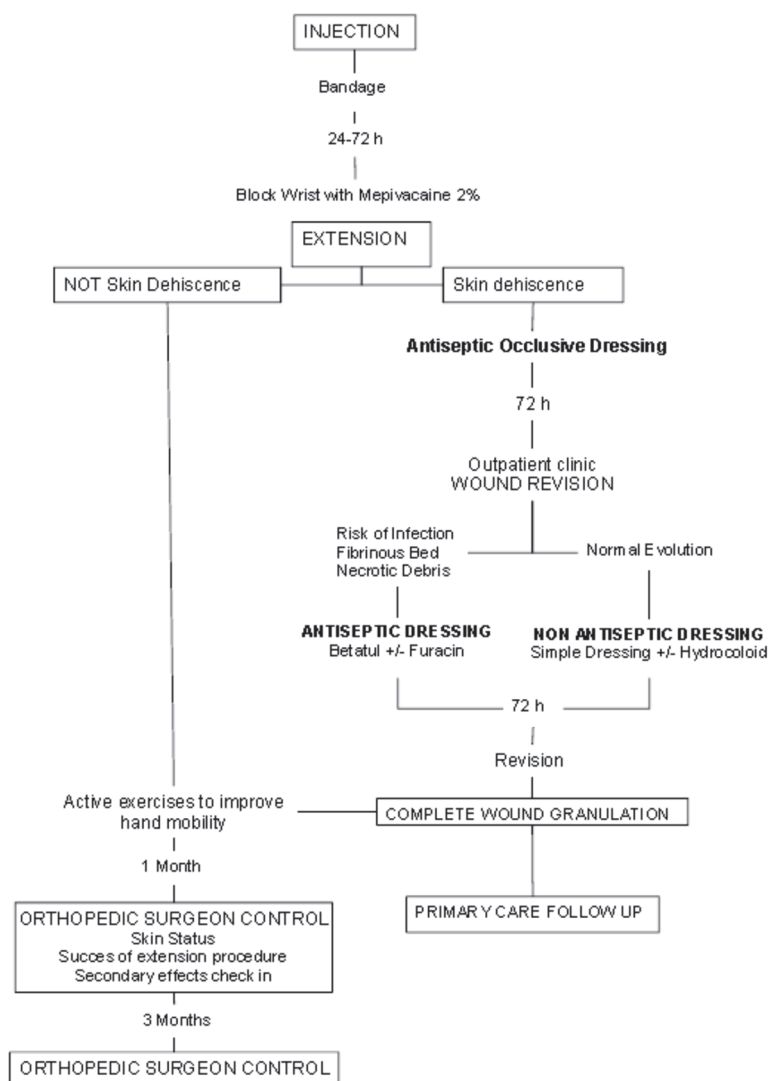 INJECTION
Bandage
24-72 h
Block Wrist with Mepivacaine 2%
EXTENSION
NOT Skin Dehiscence
Skin dehiscence
Antiseptic Occlusive Dressing
72 h
Outpatient clinic
WOUND REVISION
Risk of Infection
Fibrinous Bed
Necrotic Debris
Normal Evolution
ANTISEPTIC DRESSING
Betatul +/- Furacin
NON ANTISEPTIC DRESSING
Simple Dressing +/- Hydrocoloid
72 h
Revision
Active exercises to improve
hand mobility
COMPLETE WOUND GRANULATION
1 Month
PRIMARY CARE FOLLOW UP
ORTHOPEDIC SURGEON CONTROL
Skin Status
Succes of extension procedure
Secondary effects check in
3 Months
ORTHOPEDIC SURGEON CONTROL